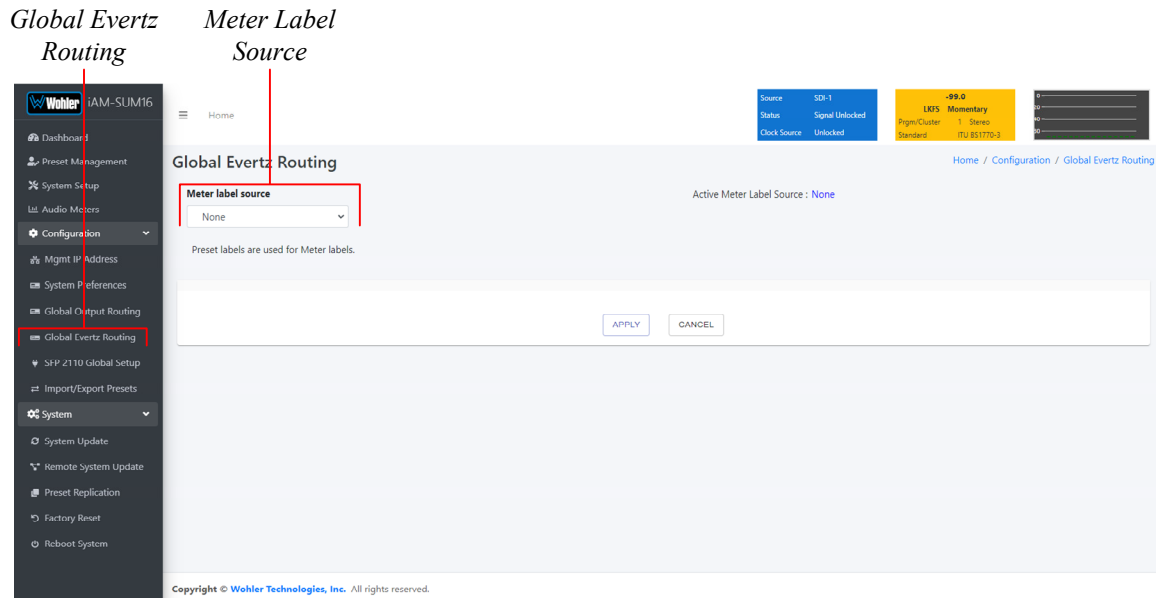 Global Evertz Routing
Meter Label Source
Wohler iAM-SUM16
Home
Source SDI-1
Status Signal Unlocked
Clock Source Unlocked
-99.0
LKFS Momentary
Prgm/Cluster 1 Stereo
Standard ITU BS1770-3
0
Dashboard
Preset Management
System Setup
Audio Meters
Configuration
Mgmt IP Address
System Preferences
Global Output Routing
Global Evertz Routing
SFP 2110 Global Setup
Import/Export Presets
System
System Update
Remote System Update
Preset Replication
Factory Reset
Reboot System
Global Evertz Routing
Home / Configuration / Global Evertz Routing
Meter label source
None
Active Meter Label Source : None
Preset labels are used for Meter labels.
APPLY CANCEL
Copyright © Wohler Technologies, Inc. All rights reserved.